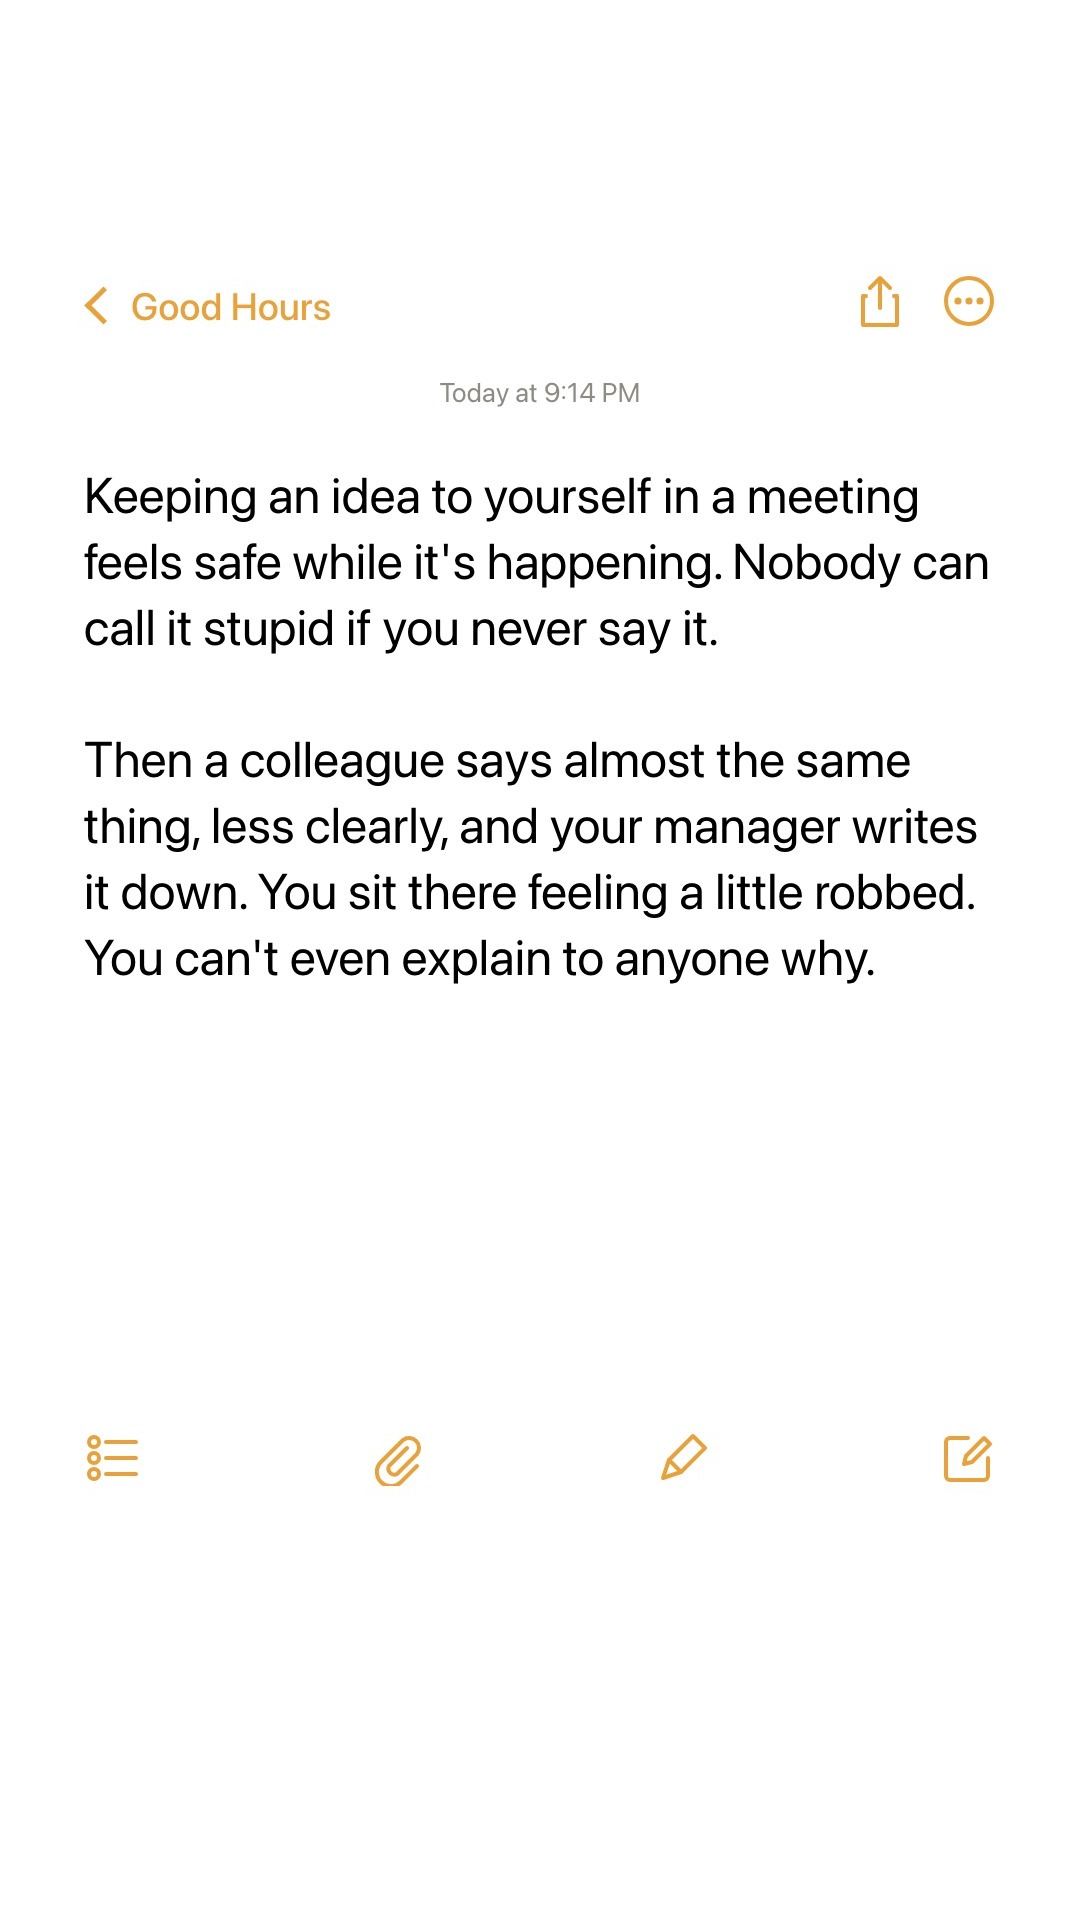 Good Hours
Today at 9:14 PM
Keeping an idea to yourself in a meeting
feels safe while it's happening. Nobody can
call it stupid if you never say it.
Then a colleague says almost the same
thing, less clearly, and your manager writes
it down. You sit there feeling a little robbed.
You can't even explain to anyone why.